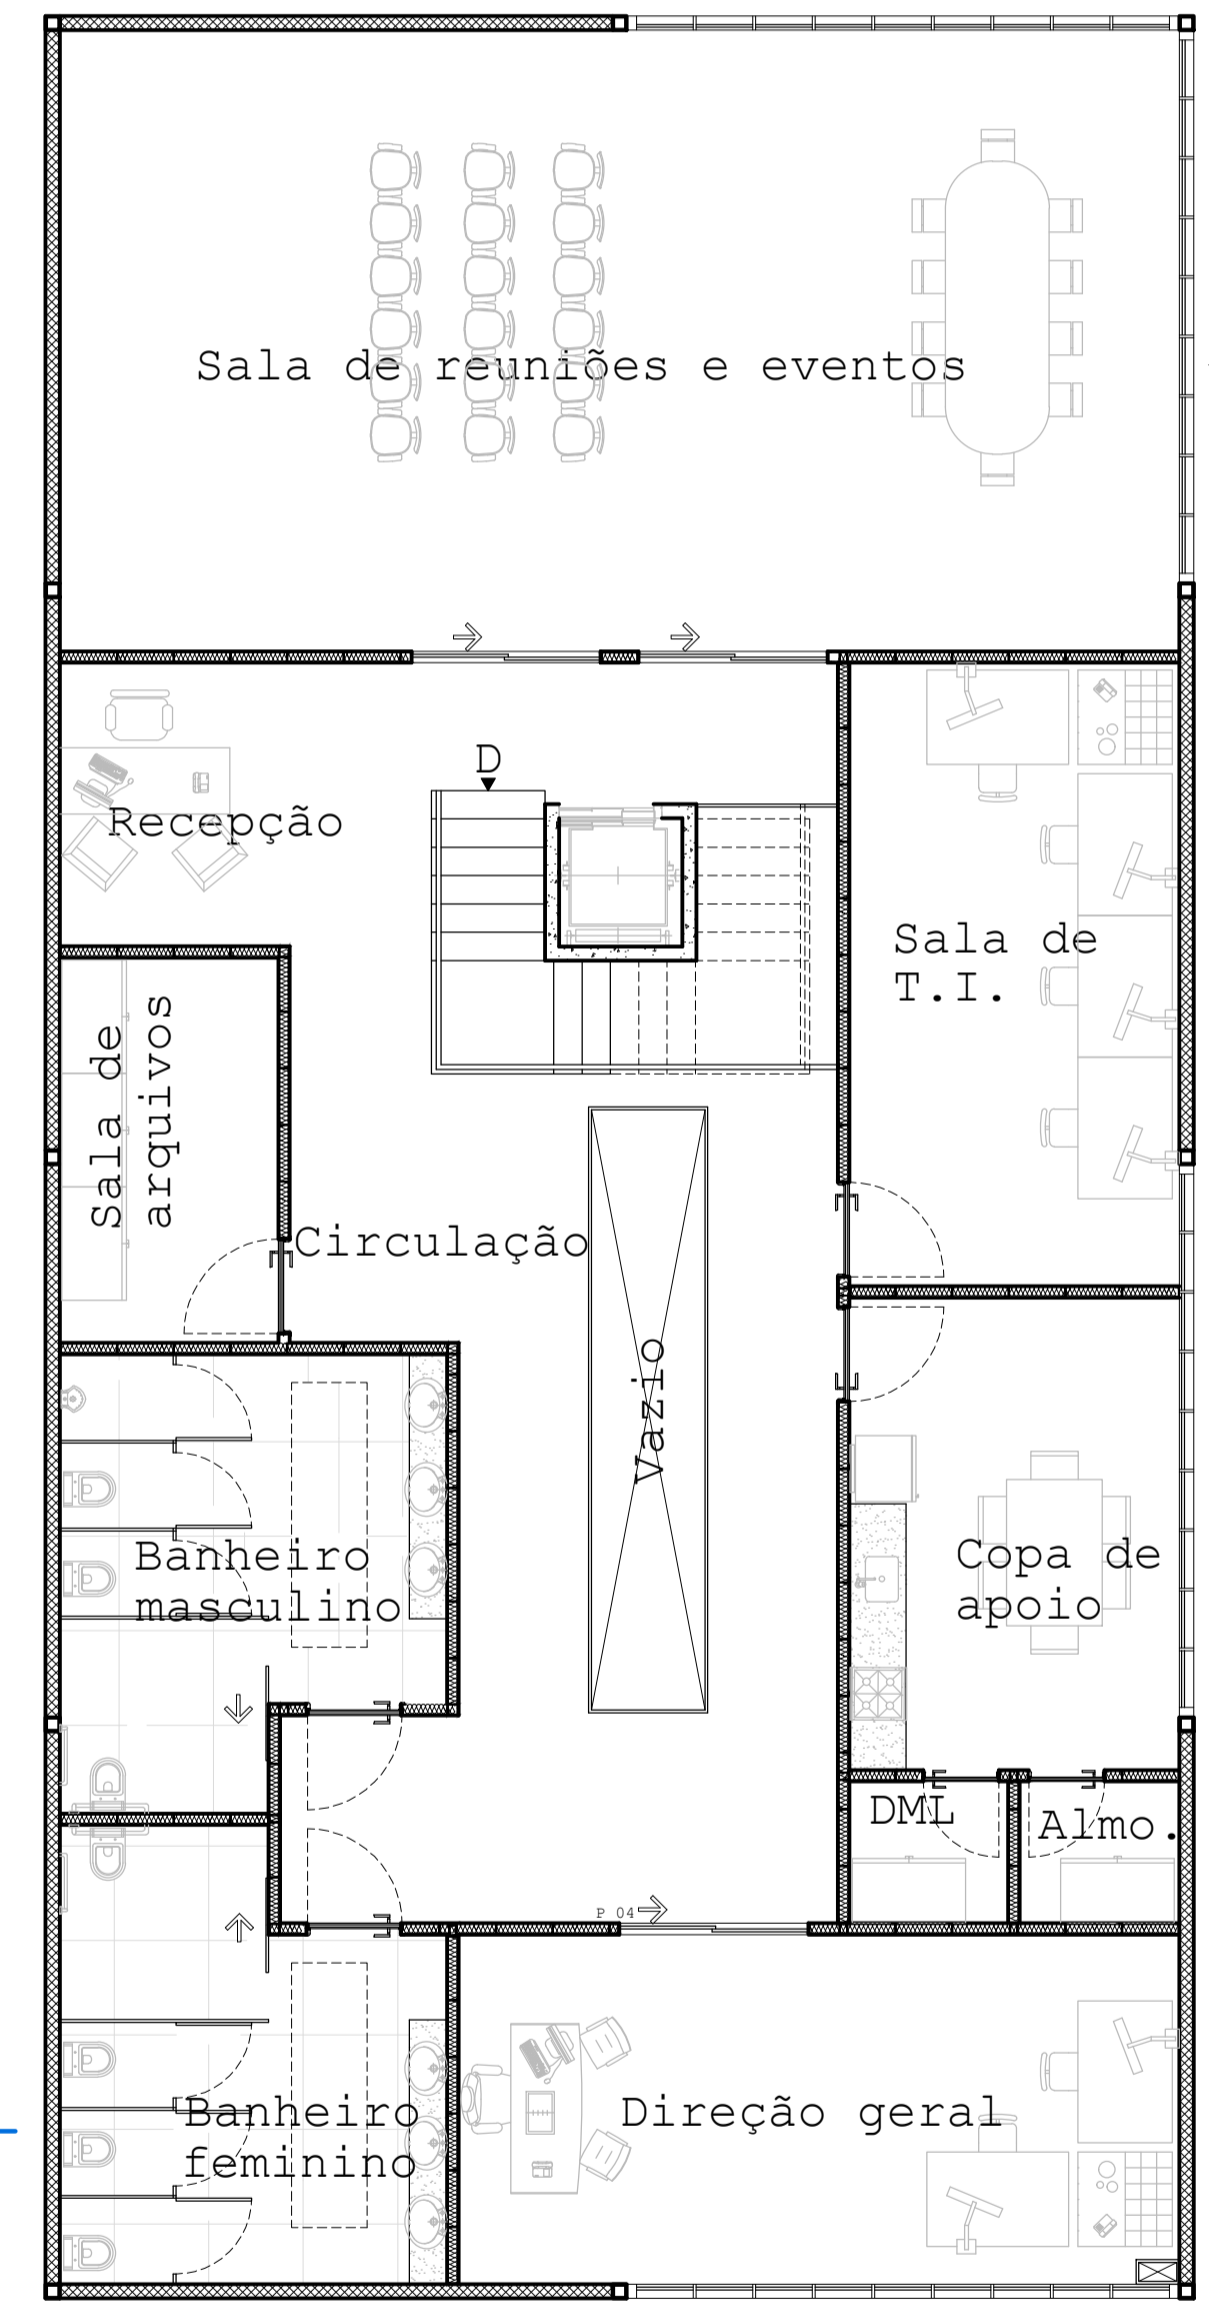 Sala de reuniões e eventos
D
Recepção
Sala de
T.I.
Sala de
arquivos
Circulação
Vazio
Banheiro
masculino
Copa de
apoio
DML
Almo.
P 04
Banheiro
feminino
Direção geral